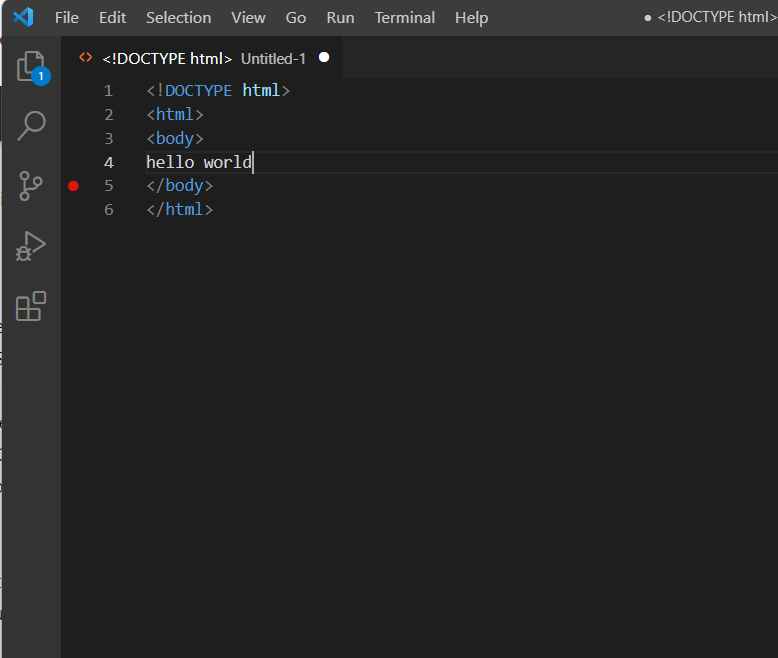 File Edit Selection View Go Run Terminal Help ● <!DOCTYPE html>
<> <!DOCTYPE html> Untitled-1 ●
1
1 <!DOCTYPE html>
2 <html>
3 <body>
4 hello world
5 </body>
6 </html>